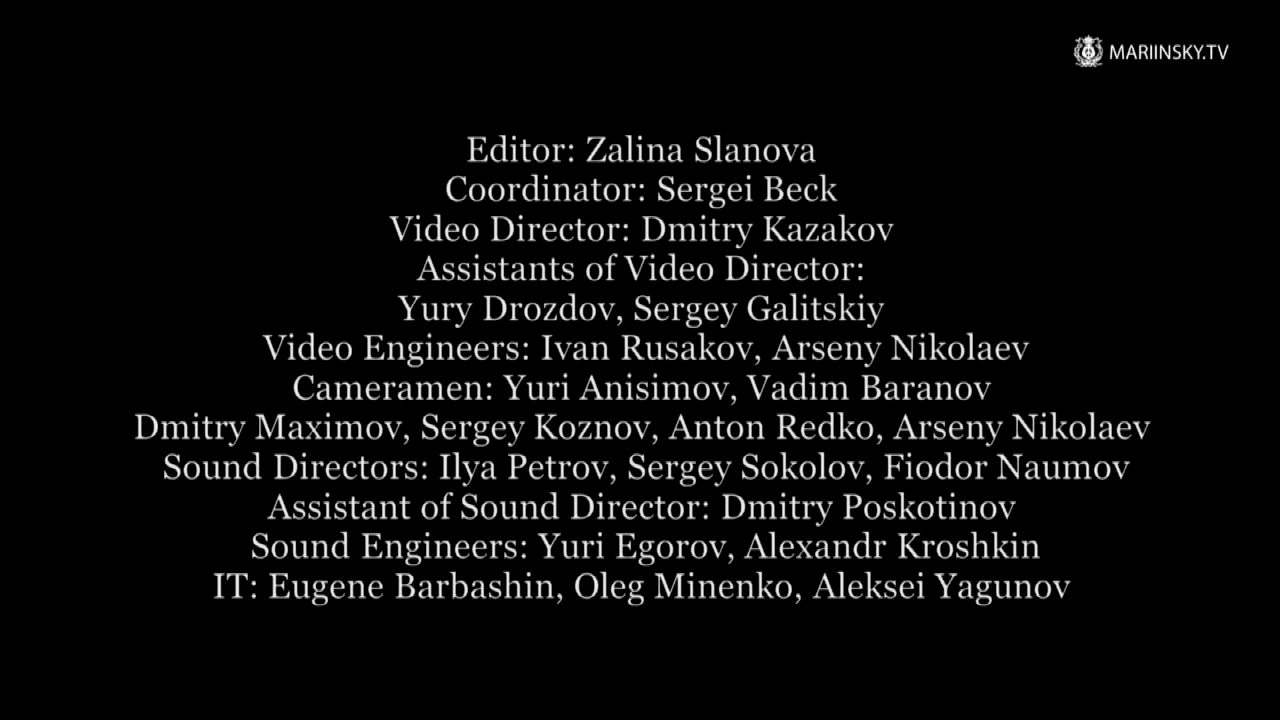 MARIINSKY.TV
Editor: Zalina Slanova
Coordinator: Sergei Beck
Video Director: Dmitry Kazakov
Assistants of Video Director:
Yury Drozdov, Sergey Galitskiy
Video Engineers: Ivan Rusakov, Arseny Nikolaev
Cameramen: Yuri Anisimov, Vadim Baranov
Dmitry Maximov, Sergey Koznov, Anton Redko, Arseny Nikolaev
Sound Directors: Ilya Petrov, Sergey Sokolov, Fiodor Naumov
Assistant of Sound Director: Dmitry Poskotinov
Sound Engineers: Yuri Egorov, Alexandr Kroshkin
IT: Eugene Barbashin, Oleg Minenko, Aleksei Yagunov